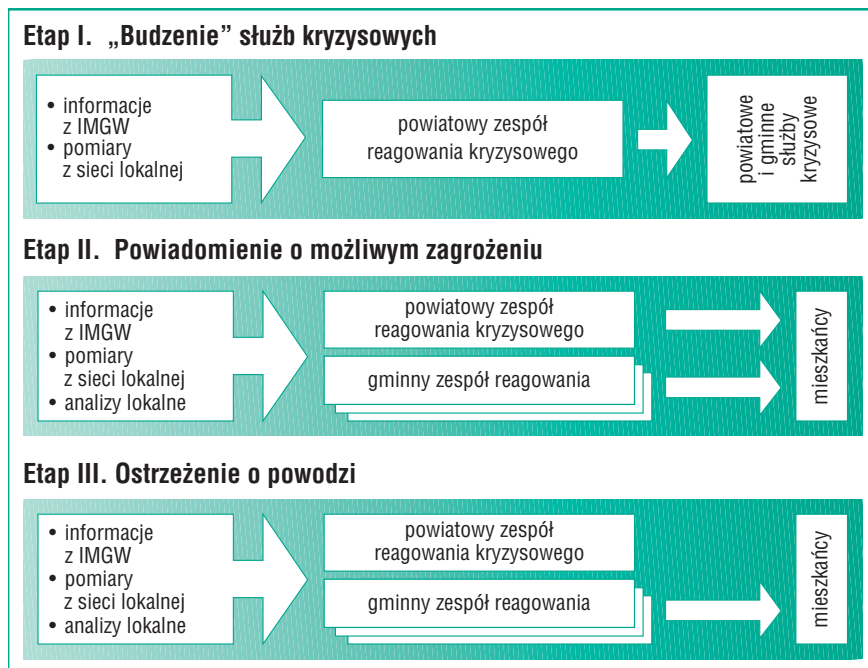 Etap I. „Budzenie” służb kryzysowych
• informacje
z IMGW
• pomiary
z sieci lokalnej
powiatowy zespół
reagowania kryzysowego
powiatowe
i gminne
służby
kryzysowe
Etap II. Powiadomienie o możliwym zagrożeniu
• informacje
z IMGW
• pomiary
z sieci lokalnej
• analizy lokalne
powiatowy zespół
reagowania kryzysowego
gminny zespół reagowania
mieszkańcy
Etap III. Ostrzeżenie o powodzi
• informacje
z IMGW
• pomiary
z sieci lokalnej
• analizy lokalne
powiatowy zespół
reagowania kryzysowego
gminny zespół reagowania
mieszkańcy